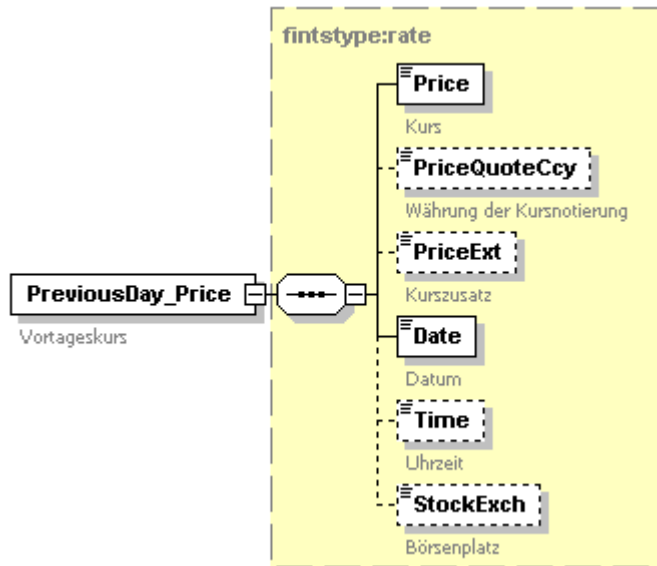 fintstype:rate
Price
Kurs
PriceQuoteCcy
Währung der Kursnotierung
PriceExt
Kurszusatz
PreviousDay_Price
Vortageskurs
Date
Datum
Time
Uhrzeit
StockExch
Börsenplatz